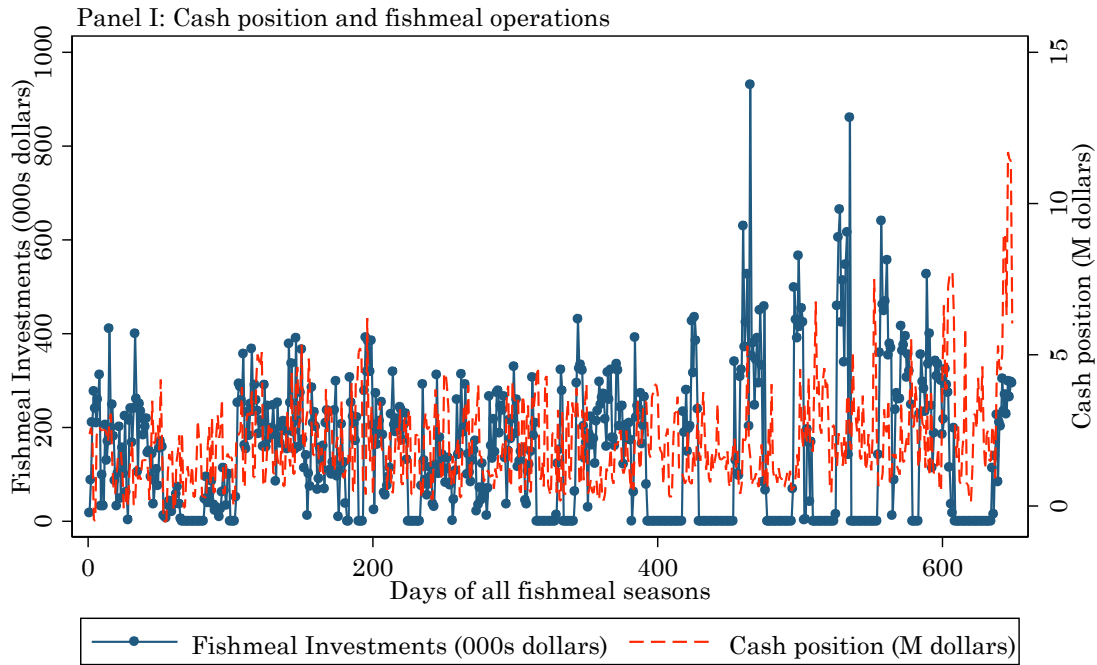 Panel I: Cash position and fishmeal operations
Fishmeal Investments (000s dollars)
1000
800
600
400
200
0
15
10
5
0
Cash position (M dollars)
0
200
400
600
Days of all fishmeal seasons
Fishmeal Investments (000s dollars)
Cash position (M dollars)